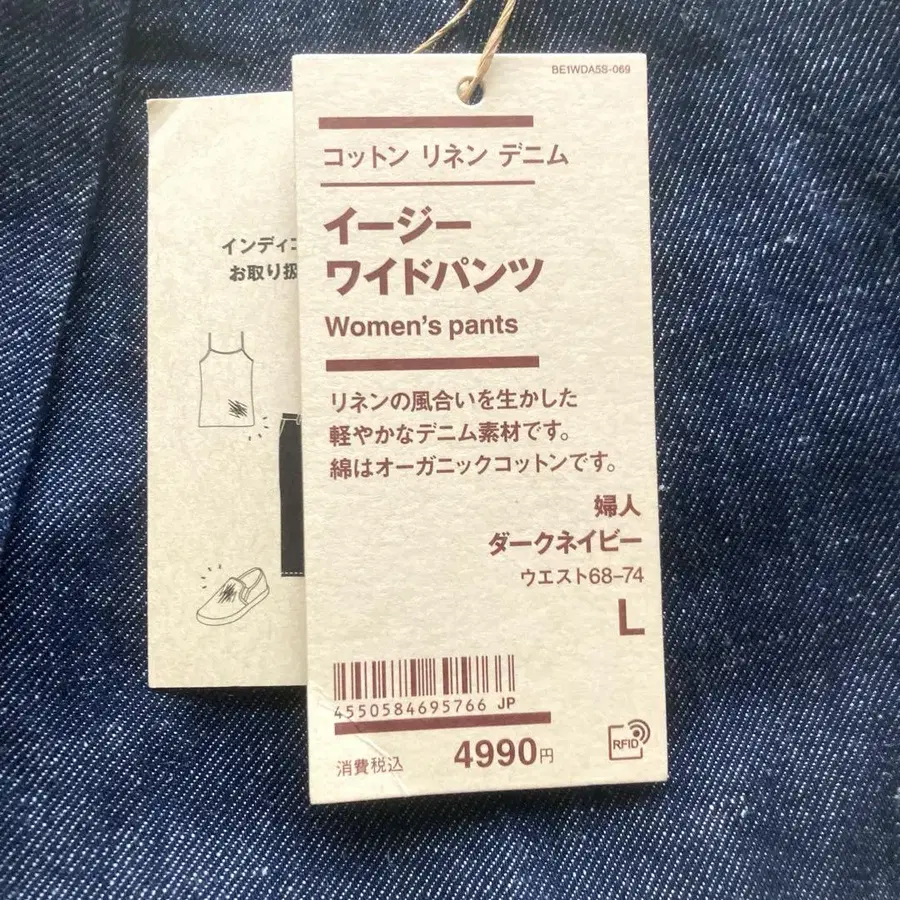 BE1WDA5S-069
コットン リネン デニム
イージー
ワイドパンツ
Women's pants
リネンの風合いを生かした
軽やかなデニム素材です。
綿はオーガニックコットンです。
婦人
ダークネイビー
ウエスト68-74
L
4550584695766 JP
消費税込 4990円
RFID
インディゴ
お取り扱